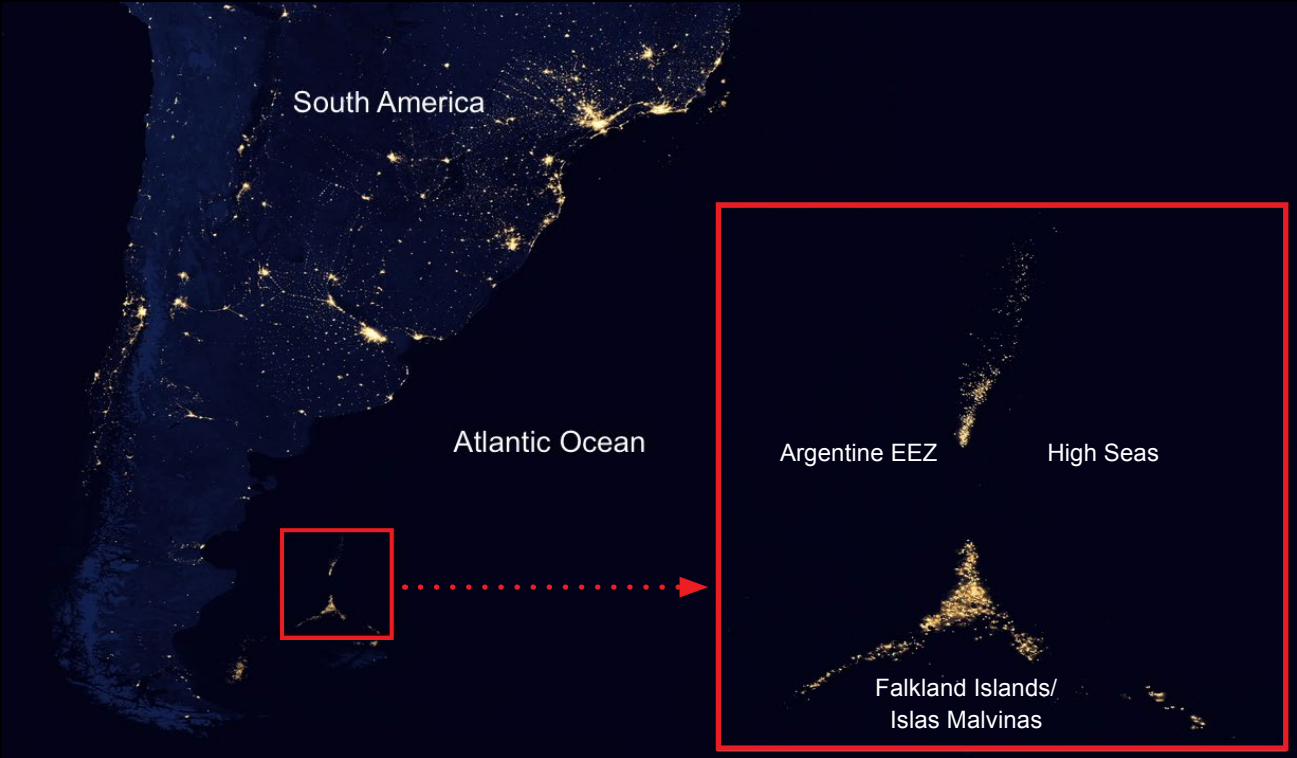 South America
Atlantic Ocean
Argentine EEZ
High Seas
Falkland Islands/
Islas Malvinas